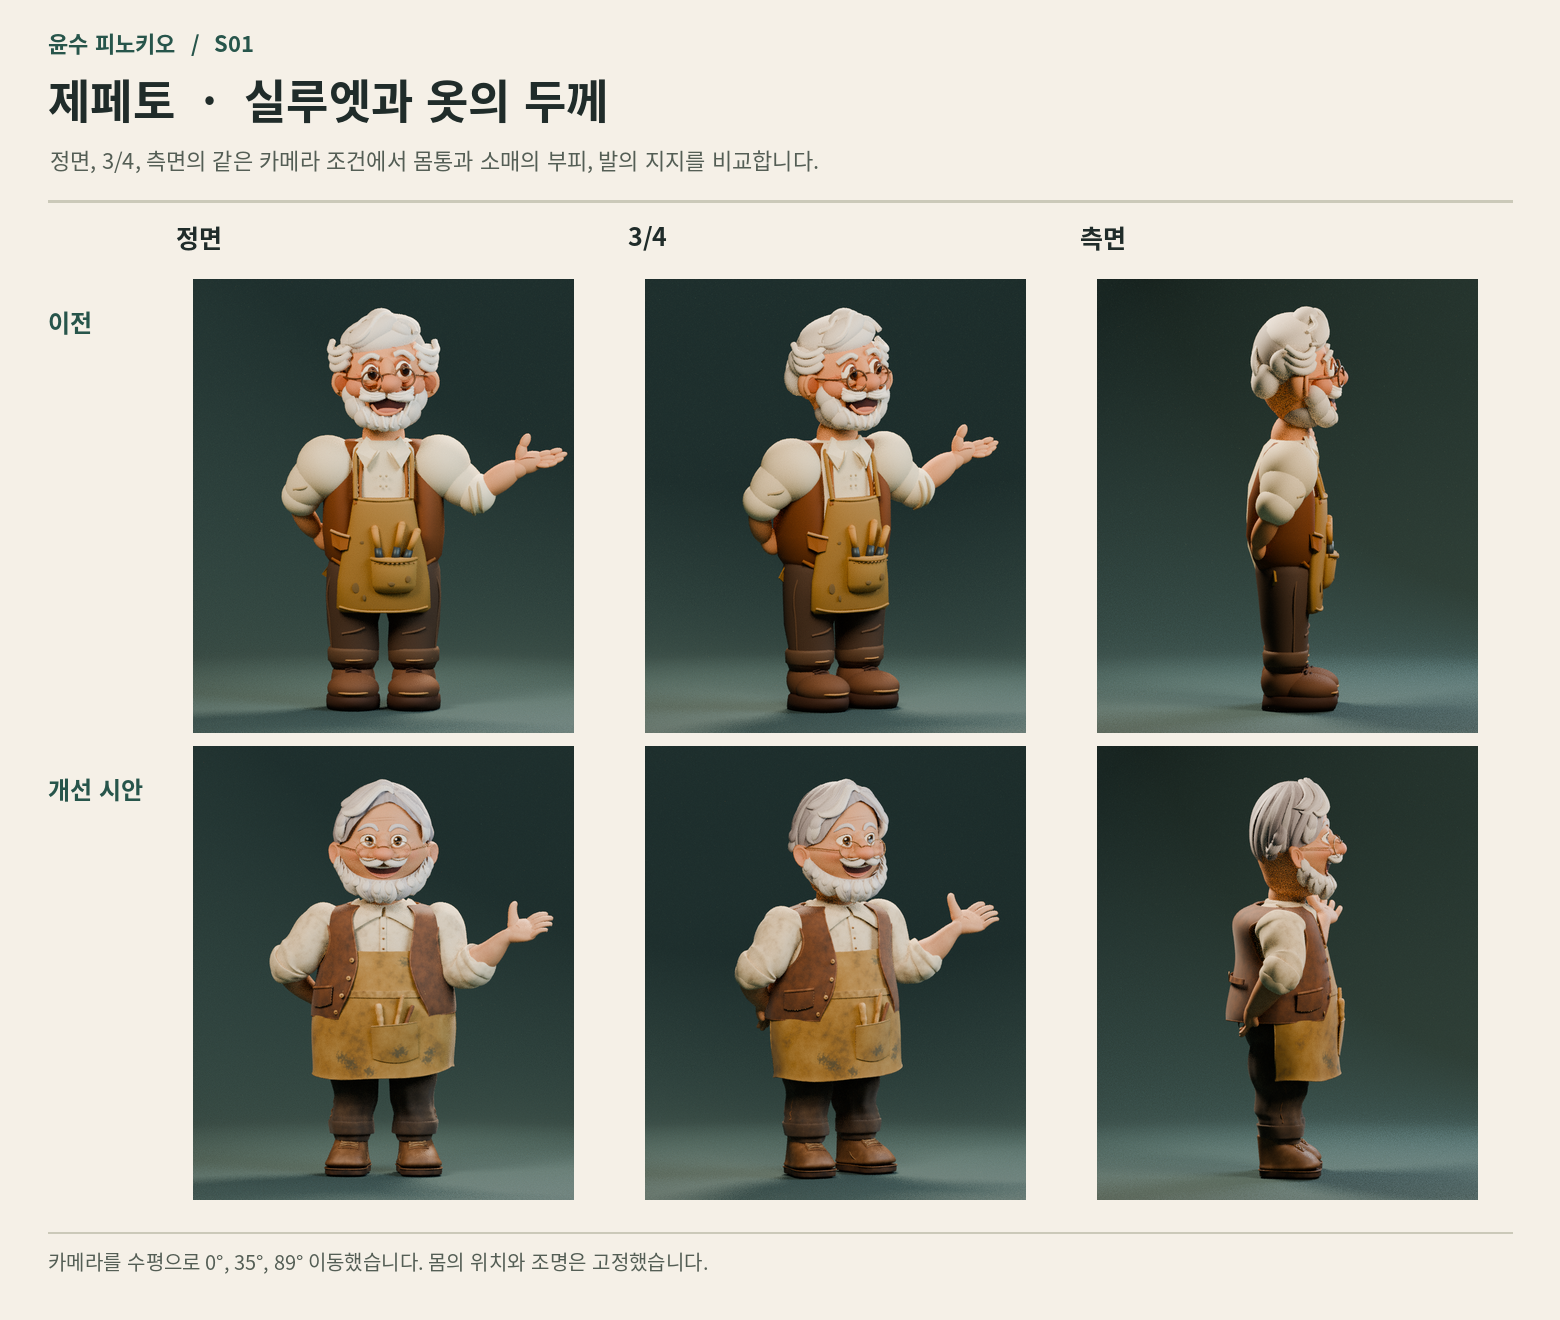 윤수 피노키오 / S01
제페토 · 실루엣과 옷의 두께
정면, 3/4, 측면의 같은 카메라 조건에서 몸통과 소매의 부피, 발의 지지를 비교합니다.
정면 3/4 측면
이전
개선 시안
카메라를 수평으로 0°, 35°, 89° 이동했습니다. 몸의 위치와 조명은 고정했습니다.